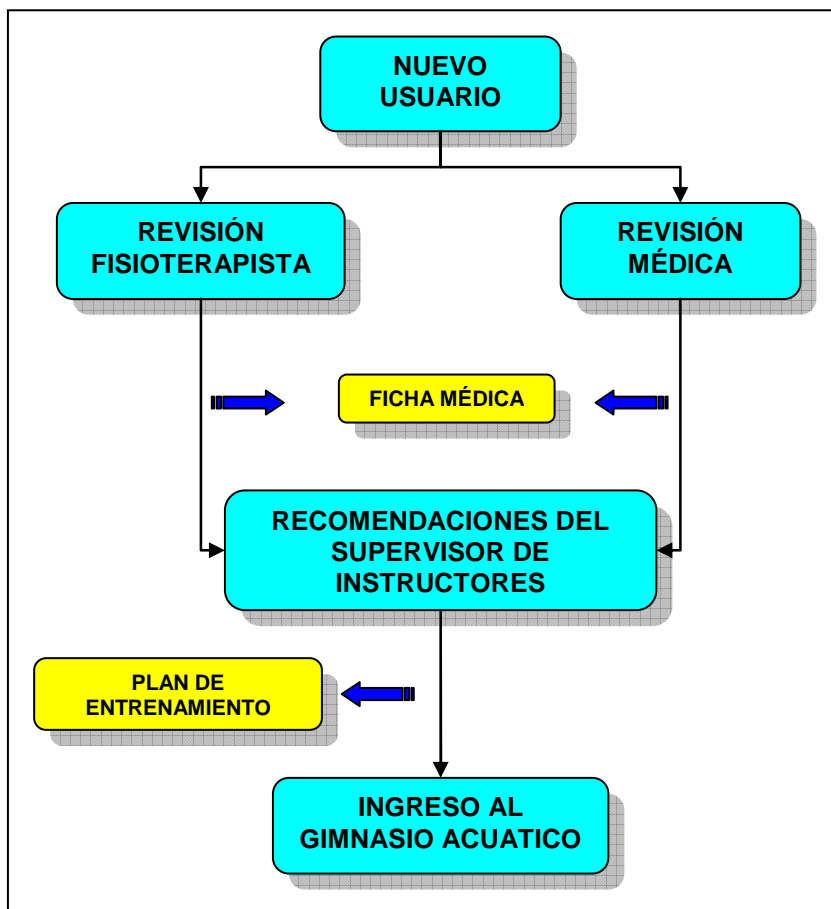 NUEVO
USUARIO
REVISIÓN
FISIOTERAPISTA
REVISIÓN
MÉDICA
FICHA MÉDICA
RECOMENDACIONES DEL
SUPERVISOR DE
INSTRUCTORES
PLAN DE
ENTRENAMIENTO
INGRESO AL
GIMNASIO ACUATICO